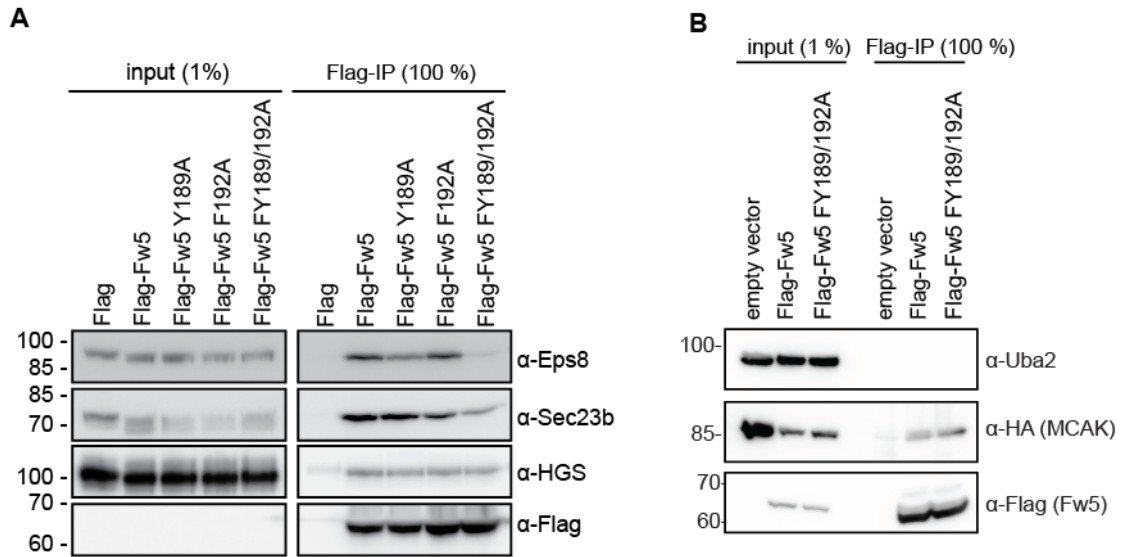 A
input (1%)
Flag-IP (100 %)
Flag
Flag-Fw5
Flag-Fw5 Y189A
Flag-Fw5 F192A
Flag-Fw5 FY189/192A
Flag
Flag-Fw5
Flag-Fw5 Y189A
Flag-Fw5 F192A
Flag-Fw5 FY189/192A
100 -
85 -
α-Eps8
85 -
70 -
α-Sec23b
100 -
α-HGS
70 -
60 -
α-Flag
B
input (1 %)
Flag-IP (100 %)
empty vector
Flag-Fw5
Flag-Fw5 FY189/192A
empty vector
Flag-Fw5
Flag-Fw5 FY189/192A
100-
α-Uba2
85-
α-HA (MCAK)
70-
60-
α-Flag (Fw5)